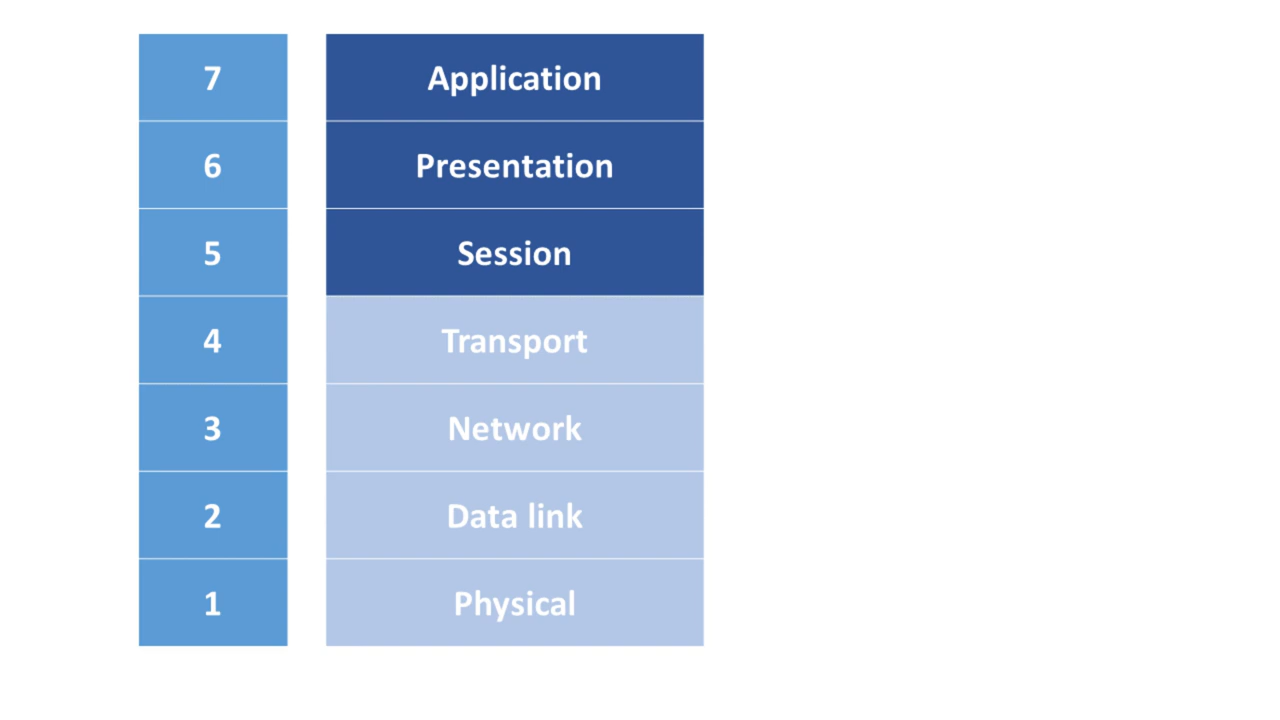 7 Application
6 Presentation
5 Session
4 Transport
3 Network
2 Data link
1 Physical